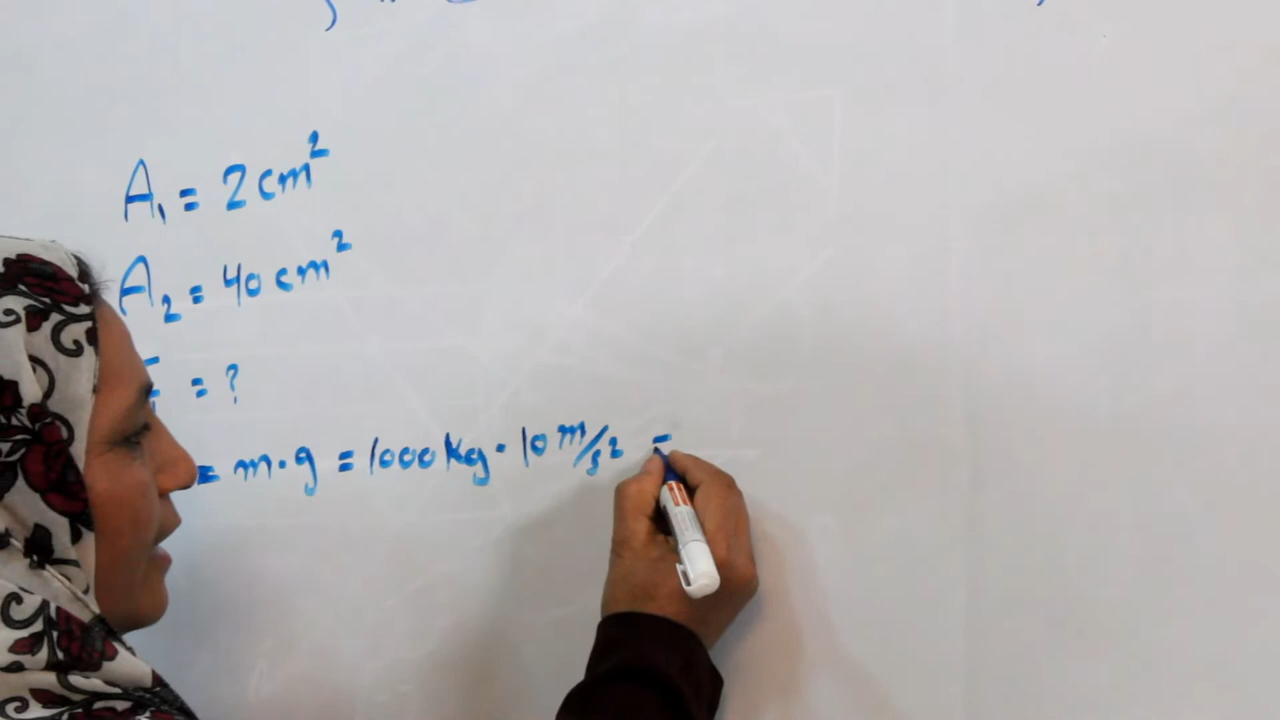 A₁ = 2 cm²
A₂ = 40 cm²
= ?
= m · g = 1000 kg · 10 m/s² =